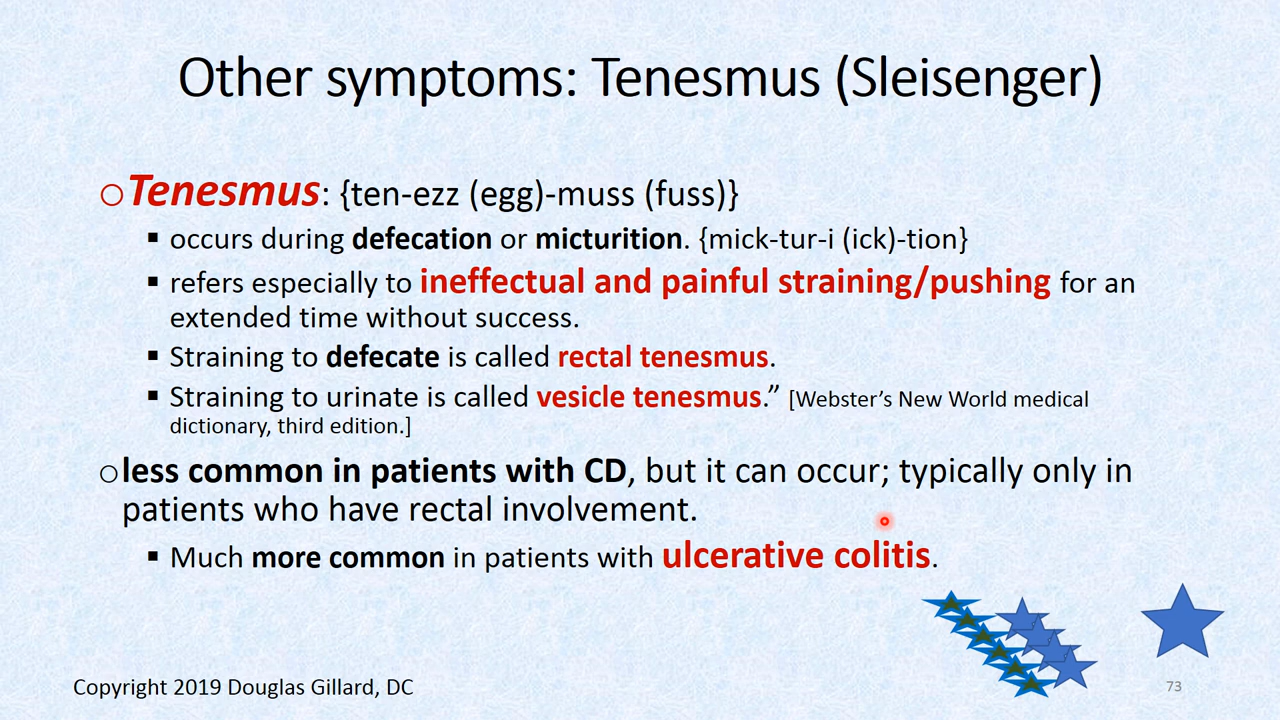 Other symptoms: Tenesmus (Sleisenger)
Tenesmus: {ten-ezz (egg)-muss (fuss)}
occurs during defecation or micturition. {mick-tur-i (ick)-tion}
refers especially to ineffectual and painful straining/pushing for an
extended time without success.
Straining to defecate is called rectal tenesmus.
Straining to urinate is called vesicle tenesmus.” [Webster’s New World medical
dictionary, third edition.]
less common in patients with CD, but it can occur; typically only in
patients who have rectal involvement.
Much more common in patients with ulcerative colitis.
Copyright 2019 Douglas Gillard, DC
73